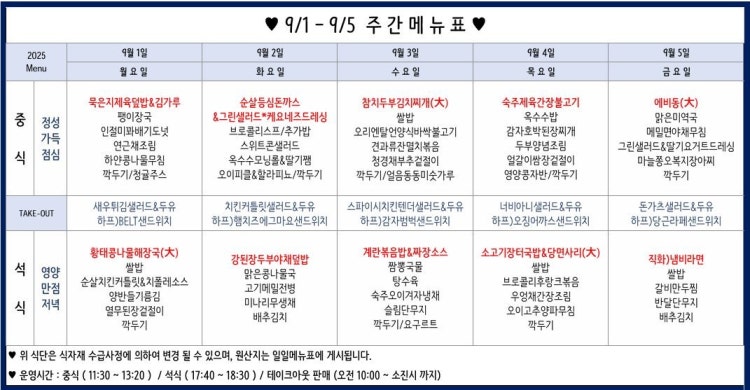 ♥ 9/1 - 9/5 주간메뉴표 ♥
2025
Menu
9월 1일
9월 2일
9월 3일
9월 4일
9월 5일
월요일
화요일
수요일
목요일
금요일
중식
정성
가득
점심
묵은지제육덮밥&김가루
팽이장국
인절미꽈배기도넛
연근채조림
하얀콩나물무침
깍두기/청귤주스
순살등심돈까스
&그린샐러드*케요네즈드레싱
브로콜리스프/추가밥
스위트콘샐러드
옥수수모닝롤&딸기쨈
오이피클&할라피뇨/깍두기
참치두부김치찌개(大)
쌀밥
오리엔탈언양식바싹불고기
견과류잔멸치볶음
청경채부추겉절이
깍두기/얼음동동미숫가루
숙주제육간장불고기
옥수수밥
감자호박된장찌개
두부양념조림
얼갈이쌈장겉절이
영양콩자반/깍두기
에비동(大)
맑은미역국
메밀면야채무침
그린샐러드&딸기요거트드레싱
마늘쫑오복지장아찌
깍두기
TAKE-OUT
새우튀김샐러드&두유
하프)BELT샌드위치
치킨커틀릿샐러드&두유
하프)햄치즈에그마요샌드위치
스파이시치킨텐더샐러드&두유
하프)감자범벅샌드위치
너비아니샐러드&두유
하프)오징어까스샌드위치
돈가츠샐러드&두유
하프)당근라페샌드위치
석식
영양
만점
저녁
황태콩나물해장국(大)
쌀밥
순살치킨커틀릿&치폴레소스
양반들기름김
열무된장겉절이
깍두기
강된장두부야채덮밥
맑은콩나물국
고기메밀전병
미나리무생채
배추김치
계란볶음밥&짜장소스
짬뽕국물
탕수육
숙주오이겨자냉채
슬림단무지
깍두기/요구르트
소고기장터국밥&당면사리(大)
쌀밥
브로콜리후랑크볶음
우엉채간장조림
오이고추양파무침
깍두기
직화)냄비라면
쌀밥
갈비만두찜
반달단무지
배추김치
♥ 위 식단은 식자재 수급사정에 의하여 변경 될 수 있으며, 원산지는 일일메뉴표에 게시됩니다.
♥ 운영시간 : 중식 ( 11:30 ~ 13:20 ) / 석식 ( 17:40 ~ 18:30 ) / 테이크아웃 판매 (오전 10:00 ~ 소진시 까지)